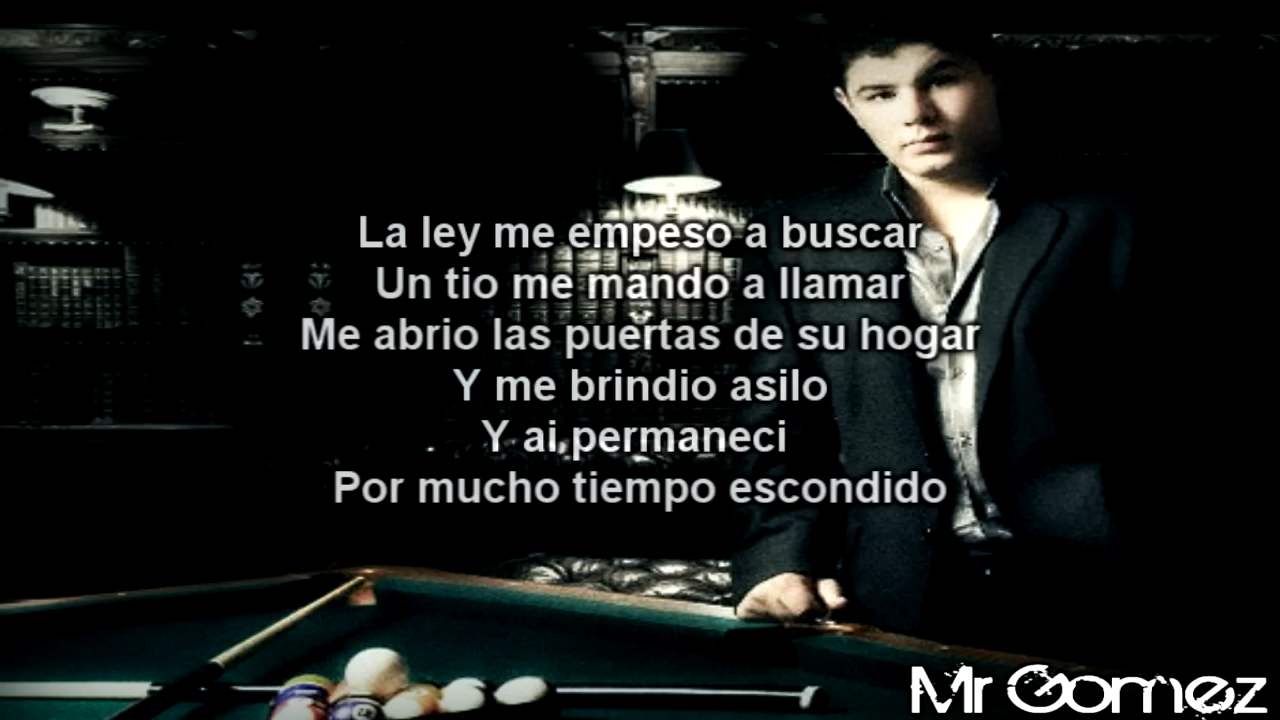 La ley me empeso a buscar
Un tio me mando a llamar
Me abrio las puertas de su hogar
Y me brindio asilo
Y ai,permaneci
Por mucho tiempo escondido
Mr Gomez